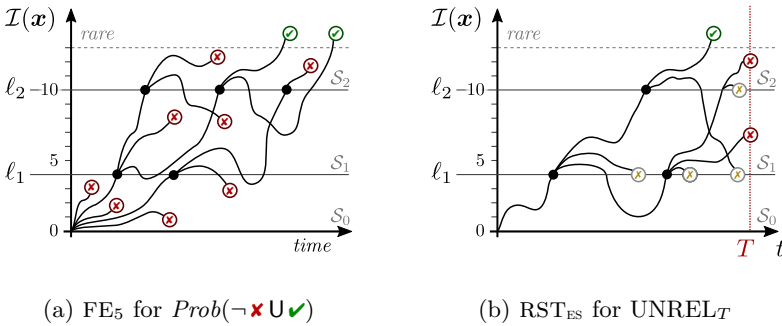 I(x)
rare
ℓ2 10 S2
5
ℓ1 S1
S0
0
time
(a) FE5 for Prob(¬✘ U ✔)
I(x)
rare
ℓ2 10 S2
5
ℓ1 S1
S0
0
T t
(b) RSTES for UNRELT